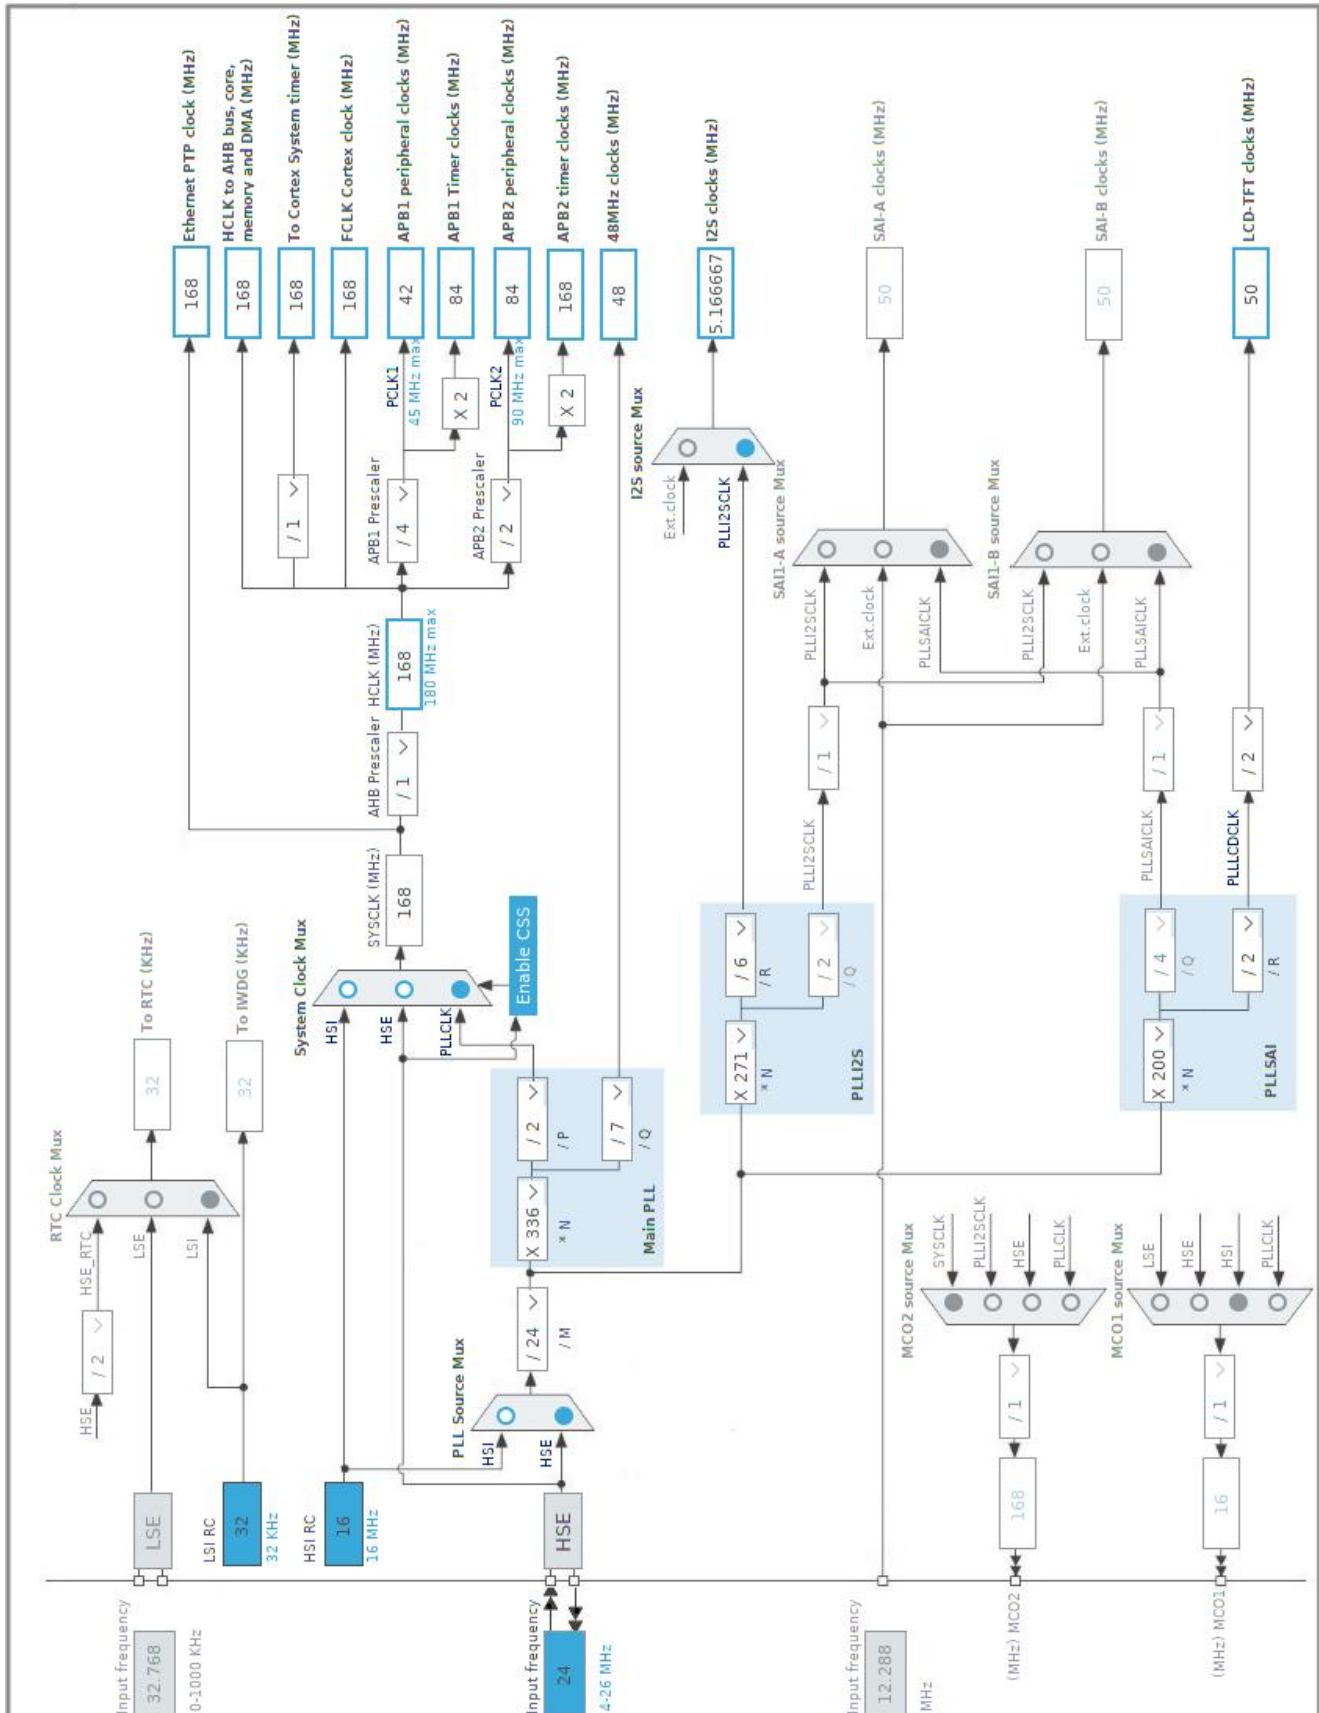 Input frequency
32.768
0-1000 KHz
LSE
HSE
/ 2
HSE_RTC
LSE
LSI
RTC Clock Mux
32
To RTC (KHz)
LSI RC
32
32 KHz
32
To IWDG (KHz)
HSI RC
16
16 MHz
Input frequency
24
4-26 MHz
HSE
PLL Source Mux
HSI
HSE
/ 24
/ M
X 336
* N
/ 2
/ P
/ 7
/ Q
Main PLL
System Clock Mux
HSI
HSE
PLLCLK
Enable CSS
SYSCLK (MHz)
168
AHB Prescaler
/ 1
HCLK (MHz)
168
180 MHz max
/ 1
APB1 Prescaler
/ 4
PCLK1
45 MHz max
X 2
APB2 Prescaler
/ 2
PCLK2
90 MHz max
X 2
168
Ethernet PTP clock (MHz)
168
HCLK to AHB bus, core,
memory and DMA (MHz)
168
To Cortex System timer (MHz)
168
FCLK Cortex clock (MHz)
42
APB1 peripheral clocks (MHz)
84
APB1 Timer clocks (MHz)
84
APB2 peripheral clocks (MHz)
168
APB2 timer clocks (MHz)
48
48MHz clocks (MHz)
X 271
* N
/ 6
/ R
/ 2
/ Q
PLLI2S
PLLI2SCLK
/ 1
I2S source Mux
Ext.clock
PLLI2SCLK
5.166667
I2S clocks (MHz)
SAI1-A source Mux
PLLI2SCLK
Ext.clock
PLLSAICLK
50
SAI-A clocks (MHz)
SAI1-B source Mux
PLLI2SCLK
Ext.clock
PLLSAICLK
50
SAI-B clocks (MHz)
X 200
* N
/ 4
/ Q
/ 2
/ R
PLLSAI
PLLSAICLK
/ 1
PLLLCDCLK
/ 2
50
LCD-TFT clocks (MHz)
Input frequency
12.288
MHz
MCO2 source Mux
SYSCLK
PLLI2SCLK
HSE
PLLCLK
/ 1
168
(MHz) MCO2
MCO1 source Mux
LSE
HSE
HSI
PLLCLK
/ 1
16
(MHz) MCO1